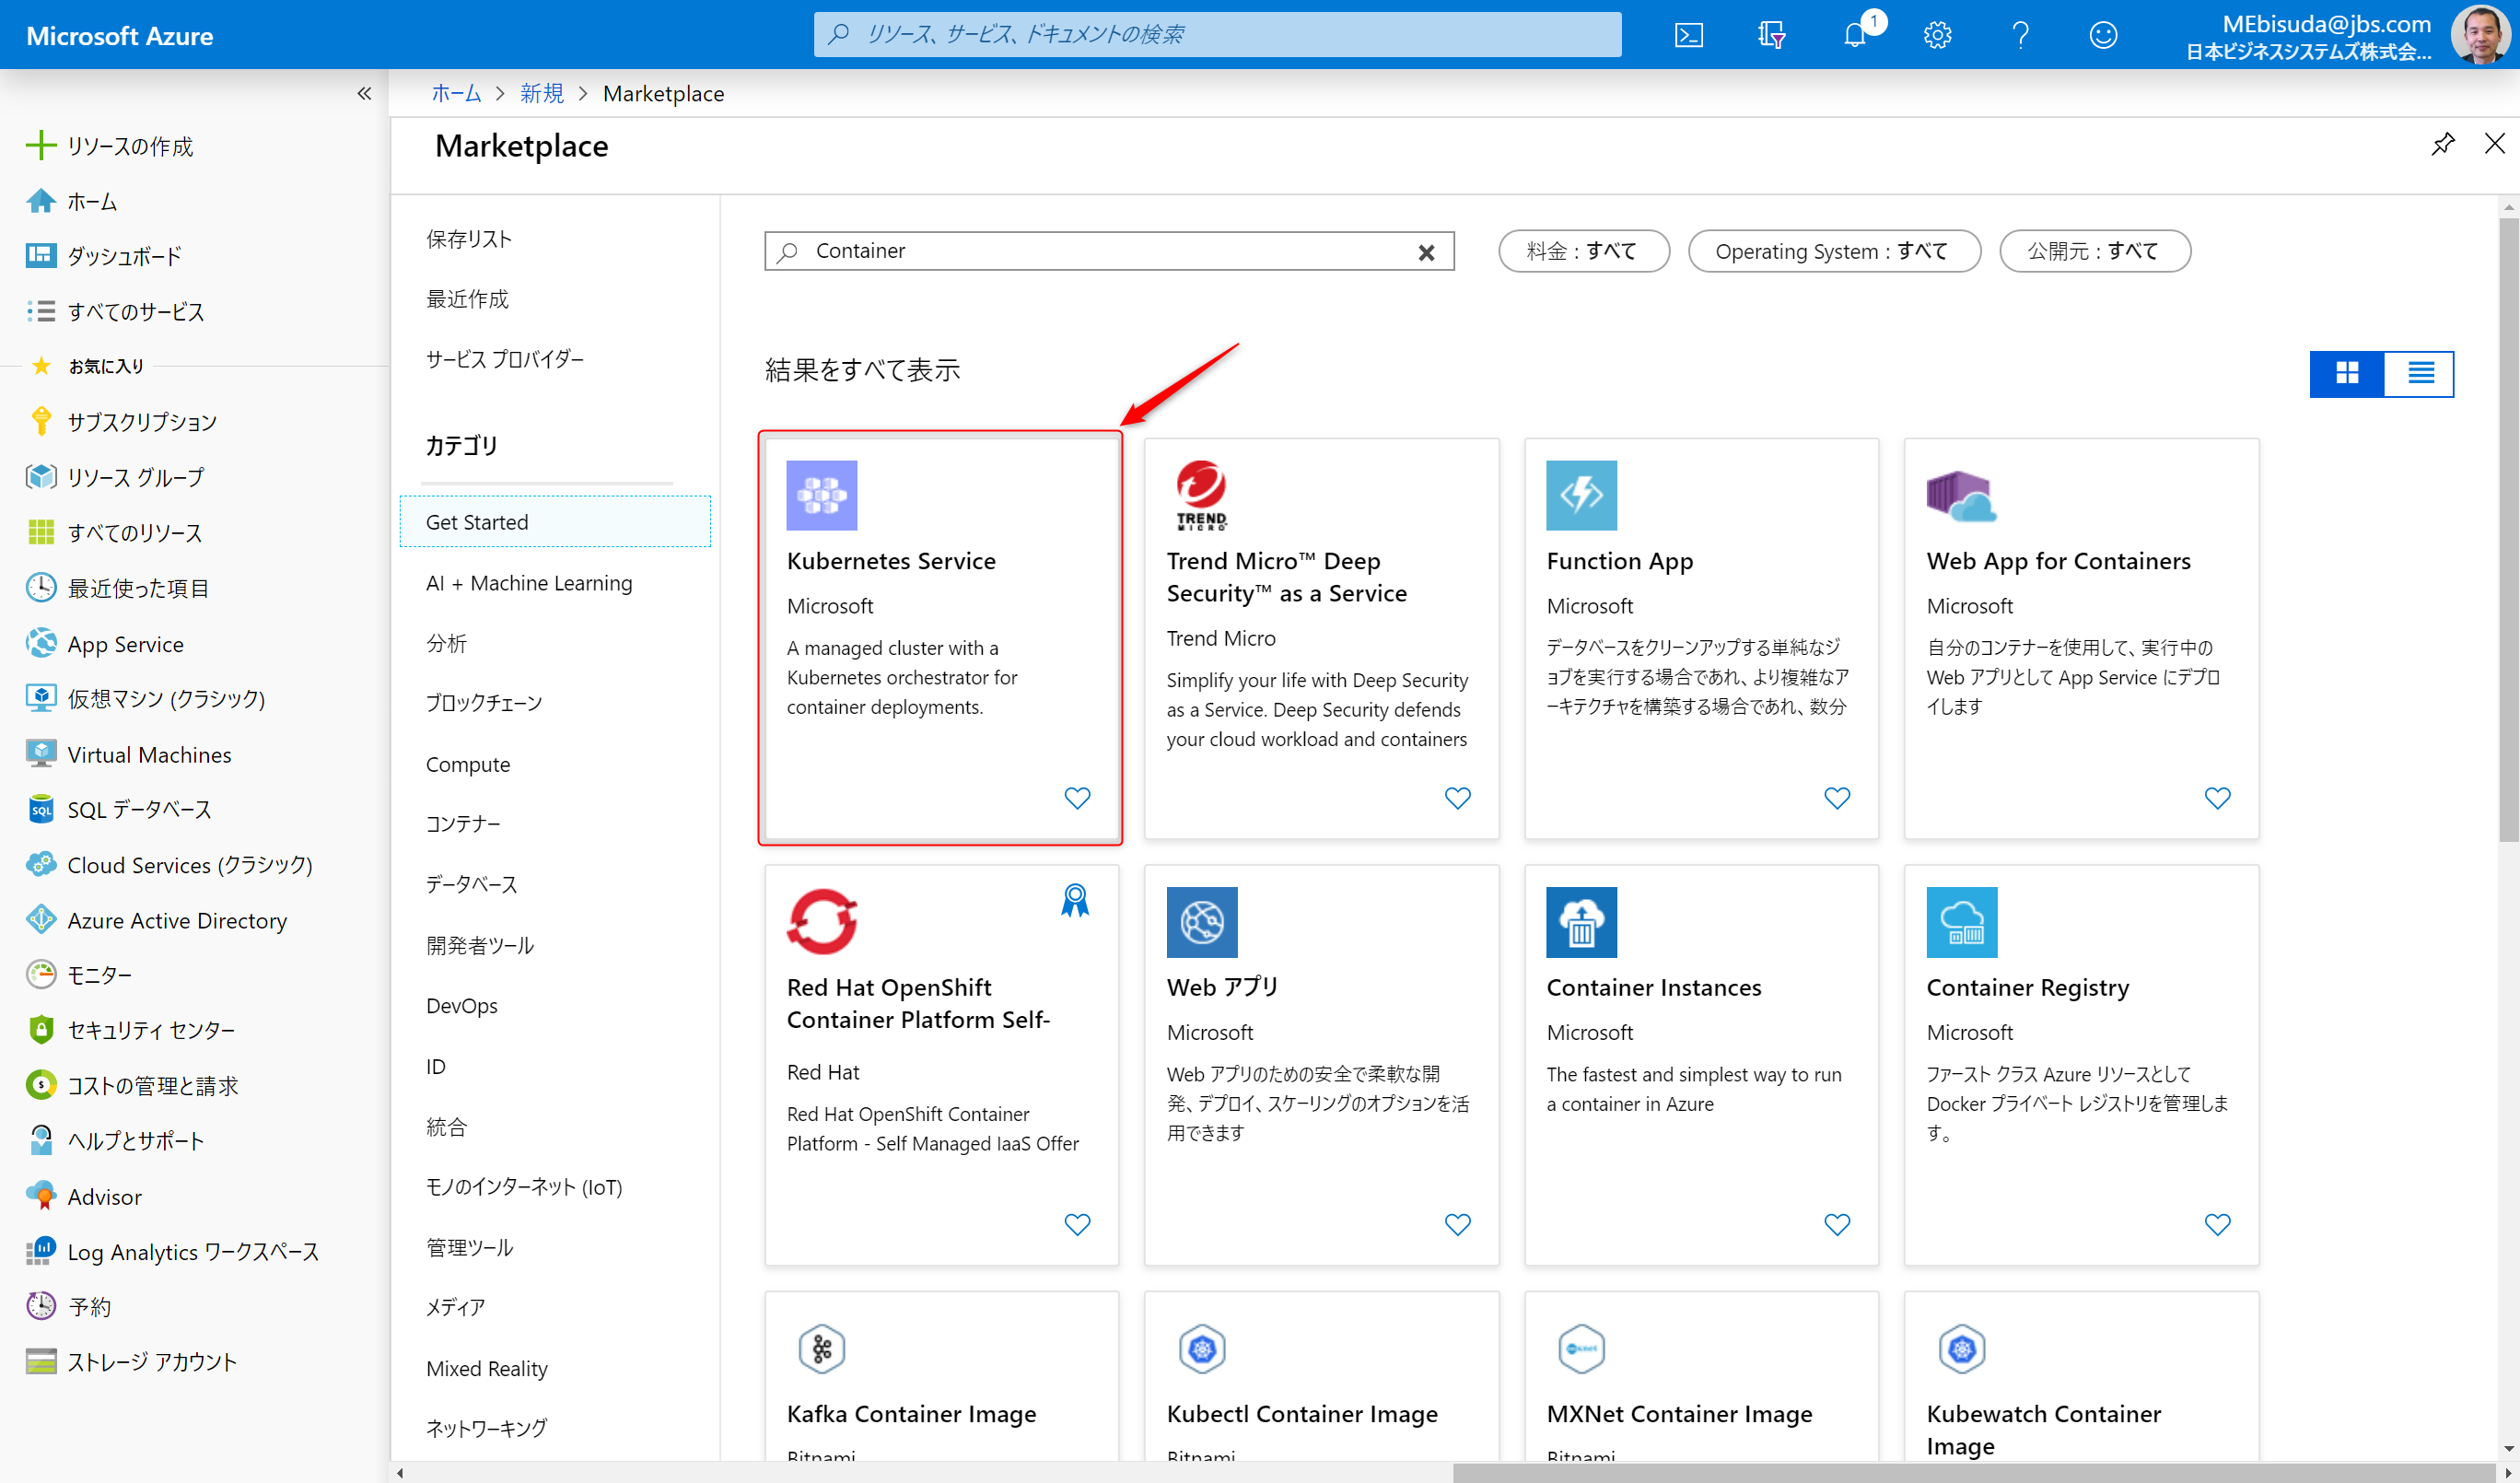 Microsoft Azure
リソース、サービス、ドキュメントの検索
1
MEbisuda@jbs.com
日本ビジネスシステムズ株式会...
ホーム > 新規 > Marketplace
Marketplace
リソースの作成
ホーム
ダッシュボード
すべてのサービス
お気に入り
サブスクリプション
リソース グループ
すべてのリソース
最近使った項目
App Service
仮想マシン (クラシック)
Virtual Machines
SQL データベース
Cloud Services (クラシック)
Azure Active Directory
モニター
セキュリティ センター
コストの管理と請求
ヘルプとサポート
Advisor
Log Analytics ワークスペース
予約
ストレージ アカウント
保存リスト
最近作成
サービス プロバイダー
カテゴリ
Get Started
AI + Machine Learning
分析
ブロックチェーン
Compute
コンテナー
データベース
開発者ツール
DevOps
ID
統合
モノのインターネット (IoT)
管理ツール
メディア
Mixed Reality
ネットワーキング
Container
料金 : すべて
Operating System : すべて
公開元 : すべて
結果をすべて表示
Kubernetes Service
Microsoft
A managed cluster with a
Kubernetes orchestrator for
container deployments.
TREND
MICRO
Trend Micro™ Deep
Security™ as a Service
Trend Micro
Simplify your life with Deep Security
as a Service. Deep Security defends
your cloud workload and containers
Function App
Microsoft
データベースをクリーンアップする単純なジ
ョブを実行する場合であれ、より複雑なア
ーキテクチャを構築する場合であれ、数分
Web App for Containers
Microsoft
自分のコンテナーを使用して、実行中の
Web アプリとして App Service にデプロ
イします
Red Hat OpenShift
Container Platform Self-
Red Hat
Red Hat OpenShift Container
Platform - Self Managed IaaS Offer
Web アプリ
Microsoft
Web アプリのための安全で柔軟な開
発、デプロイ、スケーリングのオプションを活
用できます
Container Instances
Microsoft
The fastest and simplest way to run
a container in Azure
Container Registry
Microsoft
ファースト クラス Azure リソースとして
Docker プライベート レジストリを管理しま
す。
Kafka Container Image
Bitnami
Kubectl Container Image
Bitnami
MXNet Container Image
Bitnami
Kubewatch Container
Image